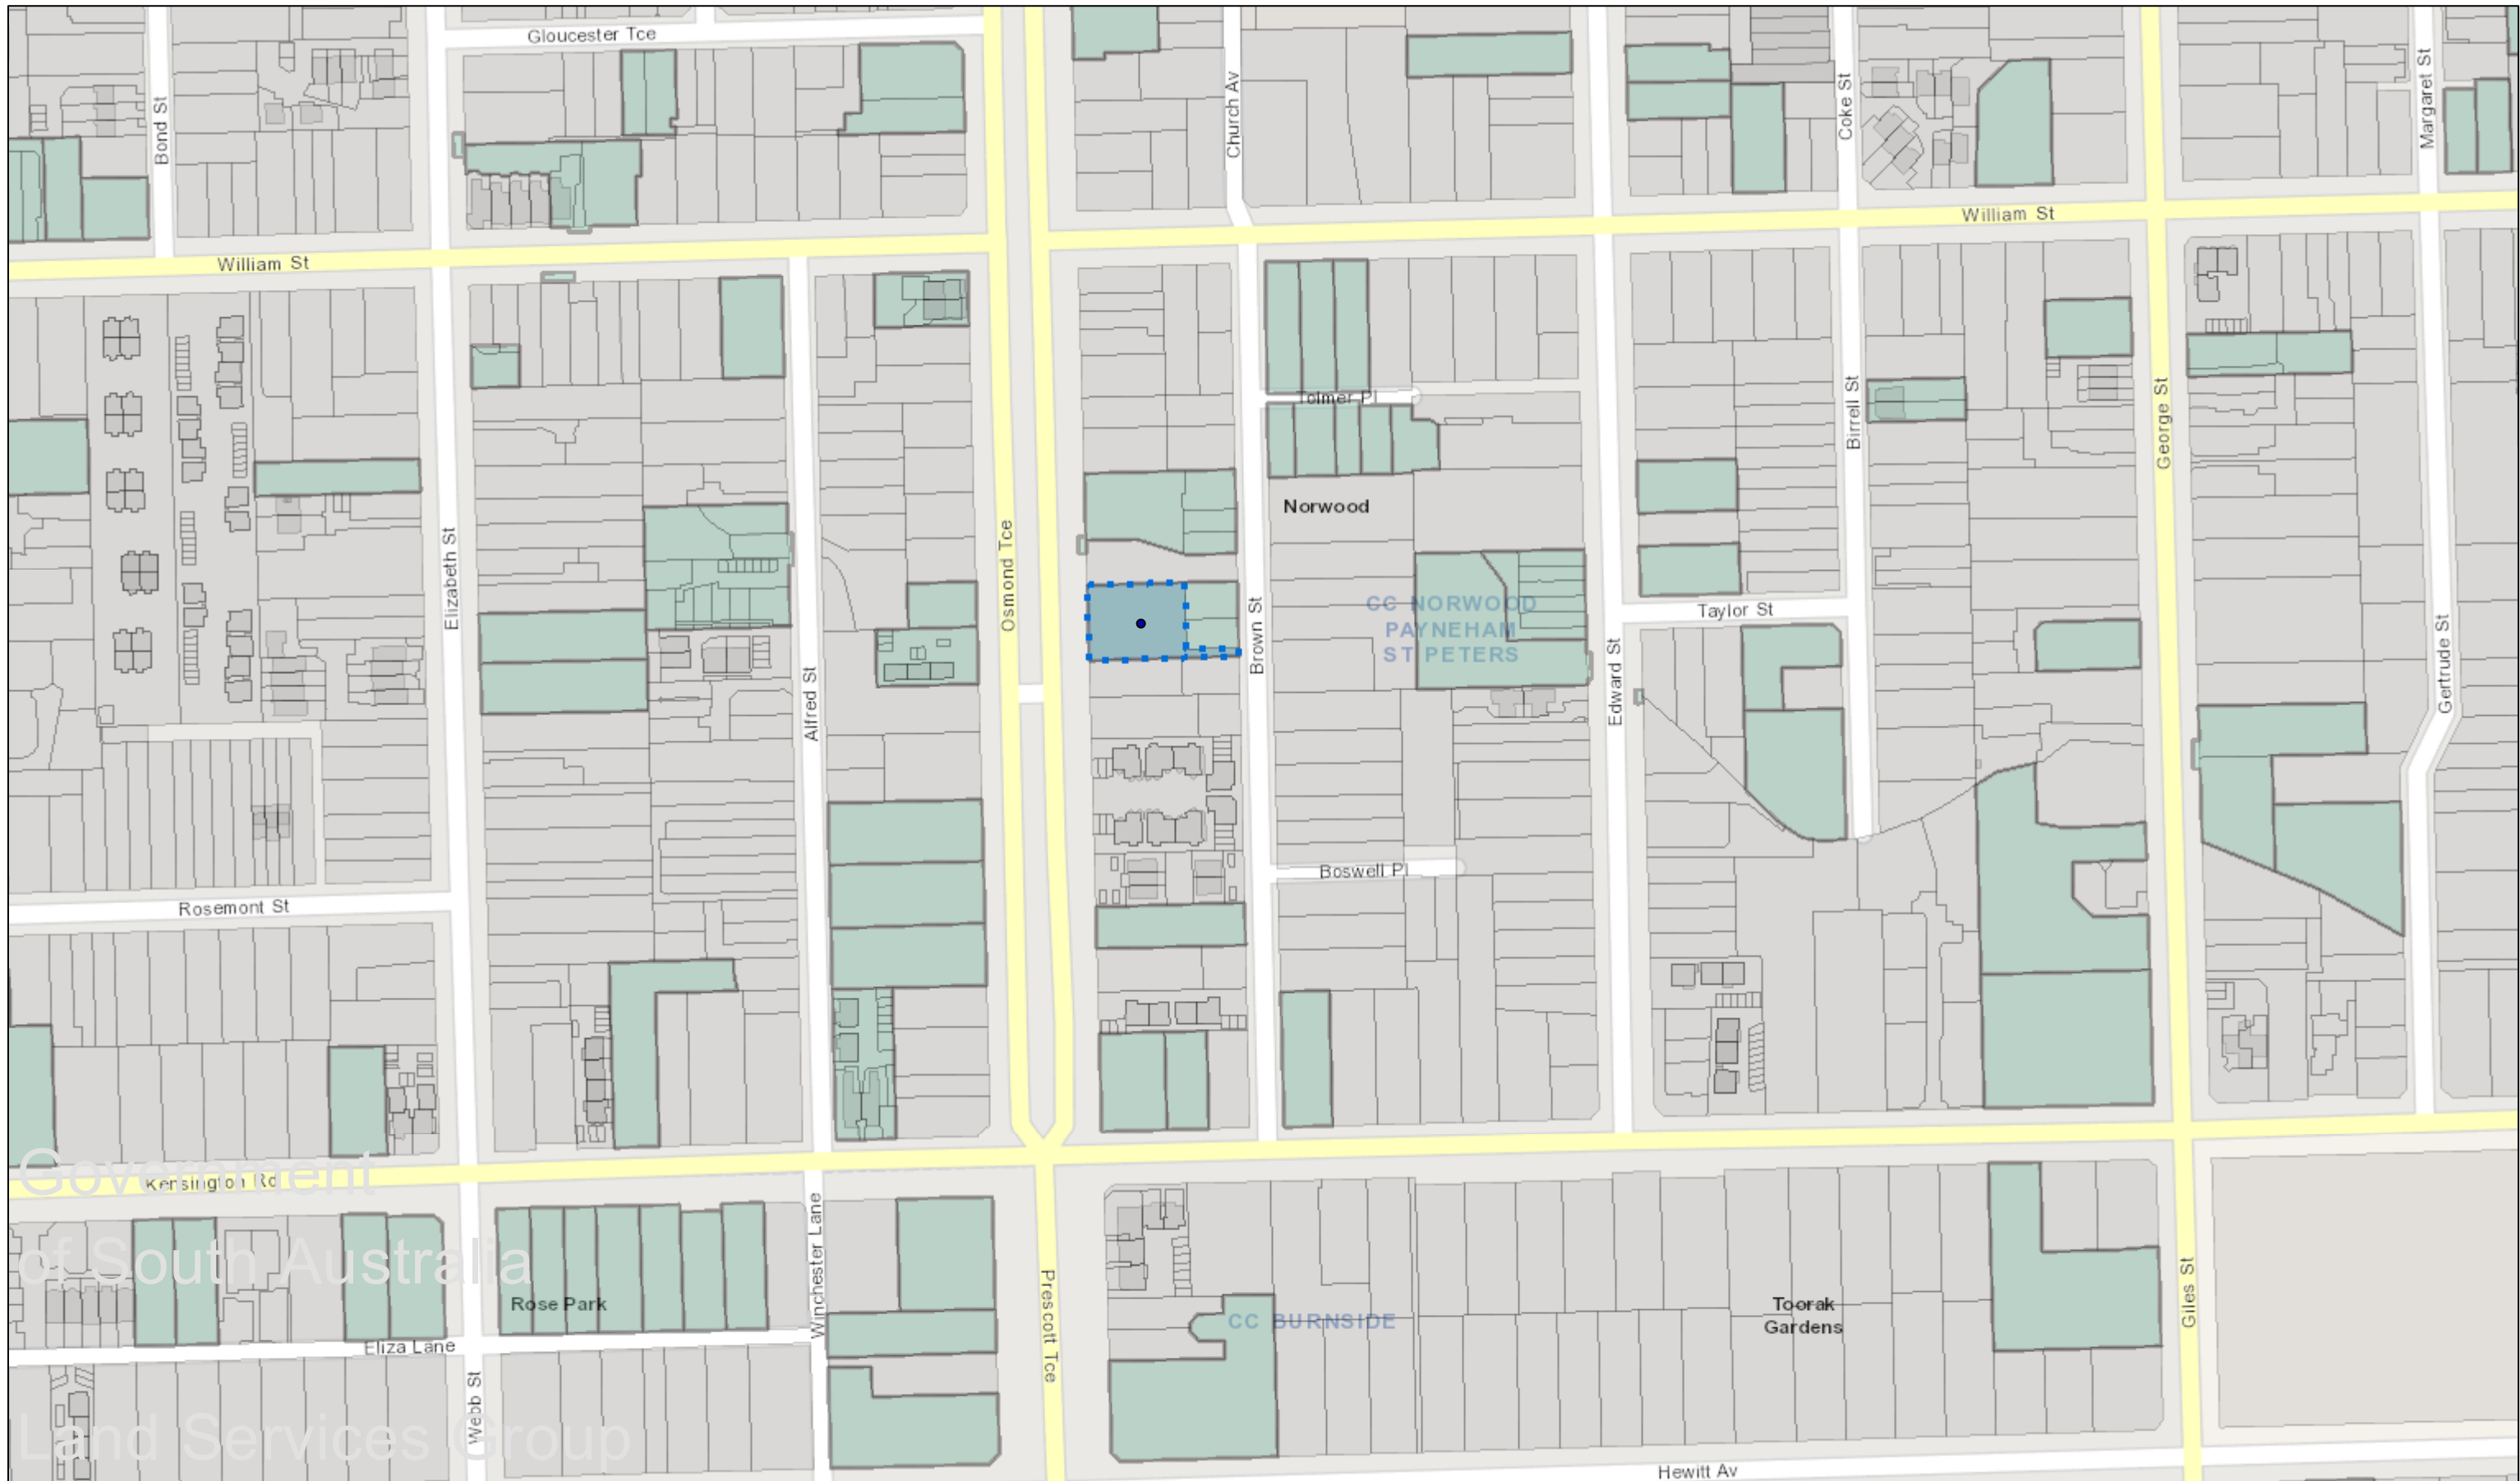 Gloucester Tce
Bond St
Church Av
Coke St
Margaret St
William St
William St
Tolmer Pl
Birrell St
George St
Norwood
Elizabeth St
Osmond Tce
CC NORWOOD
PAYNEHAM
ST PETERS
Taylor St
Brown St
Edward St
Gertrude St
Alfred St
Boswell Pl
Rosemont St
Government
Kensington Rd
of South Australia
Winchester Lane
Rose Park
Prescott Tce
CC BURNSIDE
Toorak
Gardens
Giles St
Eliza Lane
Webb St
Land Services Group
Hewitt Av